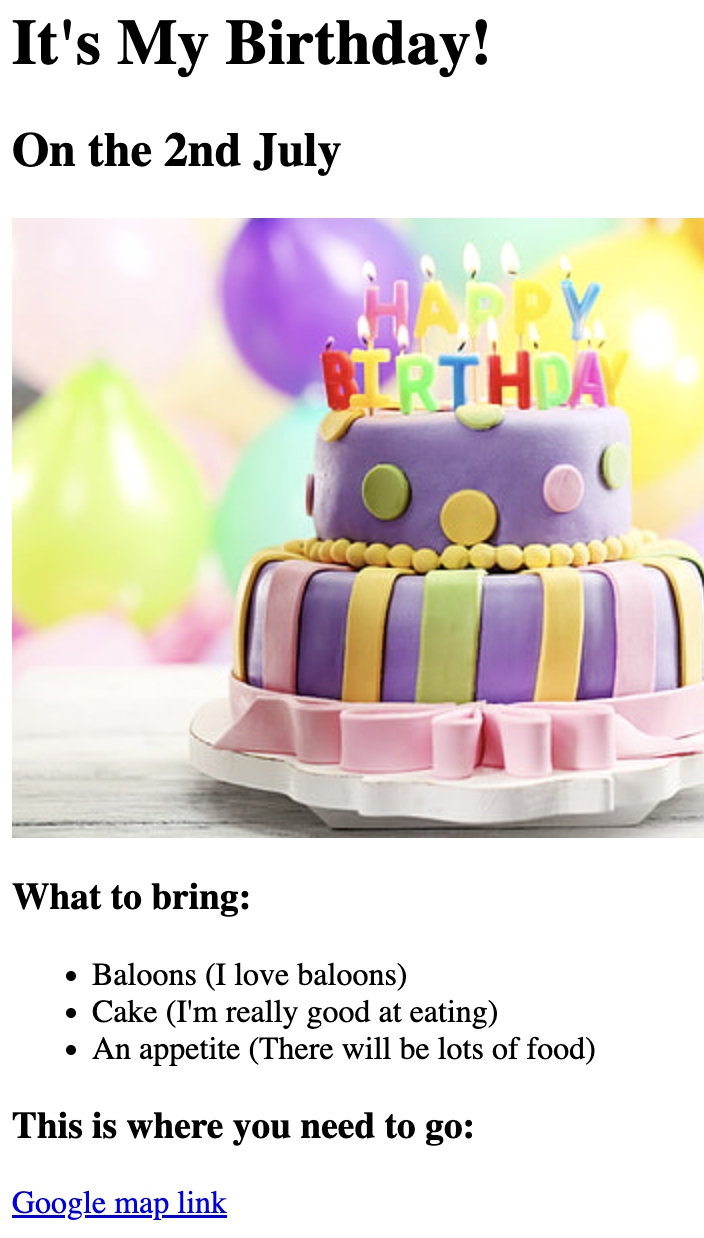 It's My Birthday!
On the 2nd July
HAPPY
BIRTHDAY
What to bring:
Baloons (I love baloons)
Cake (I'm really good at eating)
An appetite (There will be lots of food)
This is where you need to go:
Google map link